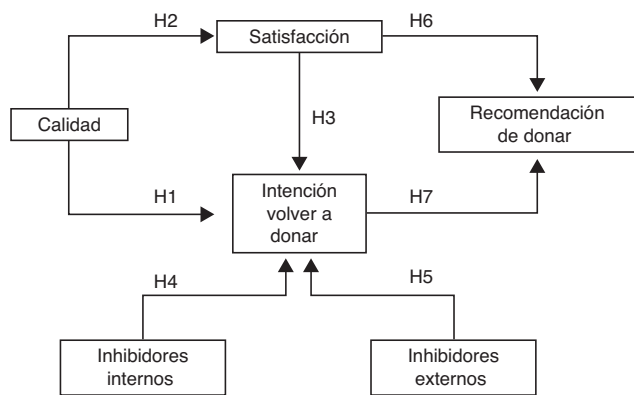 H2
Satisfacción
H6
Calidad
H3
Recomendación
de donar
H1
Intención
volver a
donar
H7
H4
H5
Inhibidores
internos
Inhibidores
externos